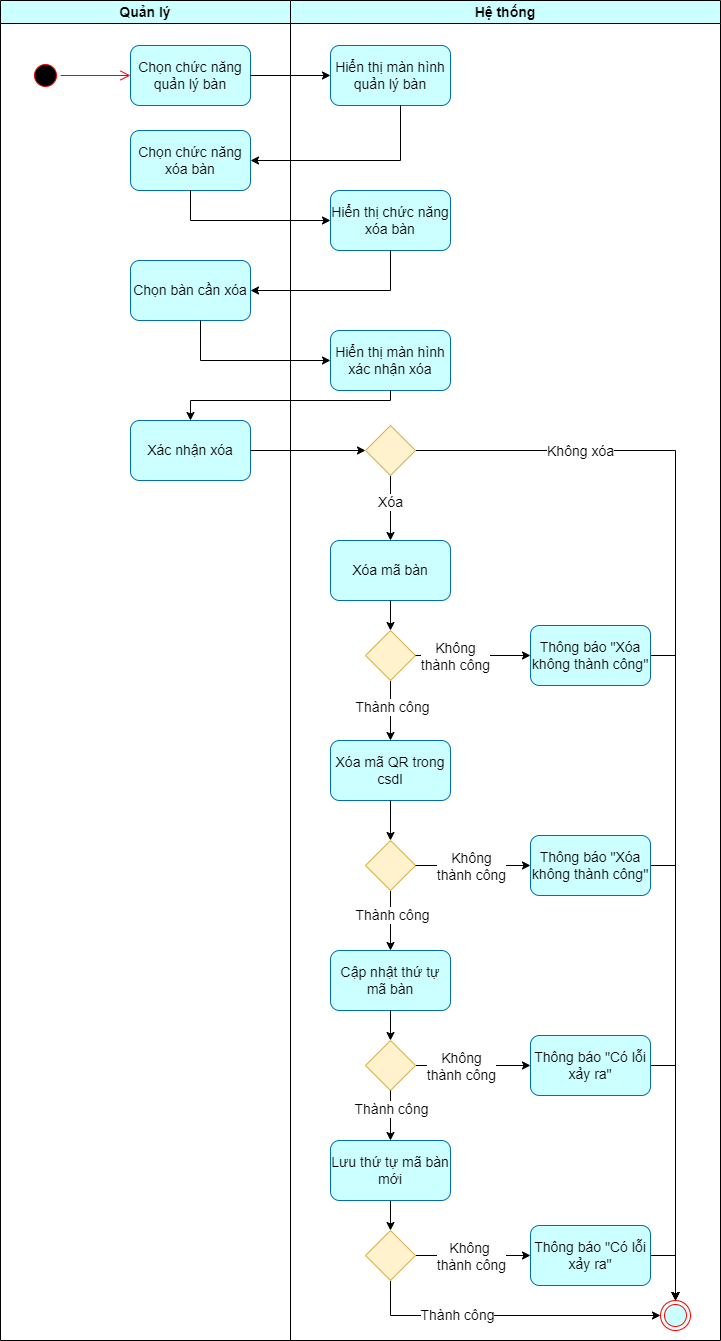 Quản lý
Hệ thống
Chọn chức năng
quản lý bàn
Hiển thị màn hình
quản lý bàn
Chọn chức năng
xóa bàn
Hiển thị chức năng
xóa bàn
Chọn bàn cần xóa
Hiển thị màn hình
xác nhận xóa
Xác nhận xóa
Không xóa
Xóa
Xóa mã bàn
Không
thành công
Thông báo "Xóa
không thành công"
Thành công
Xóa mã QR trong
csdl
Không
thành công
Thông báo "Xóa
không thành công"
Thành công
Cập nhật thứ tự
mã bàn
Không
thành công
Thông báo "Có lỗi
xảy ra"
Thành công
Lưu thứ tự mã bàn
mới
Không
thành công
Thông báo "Có lỗi
xảy ra"
Thành công